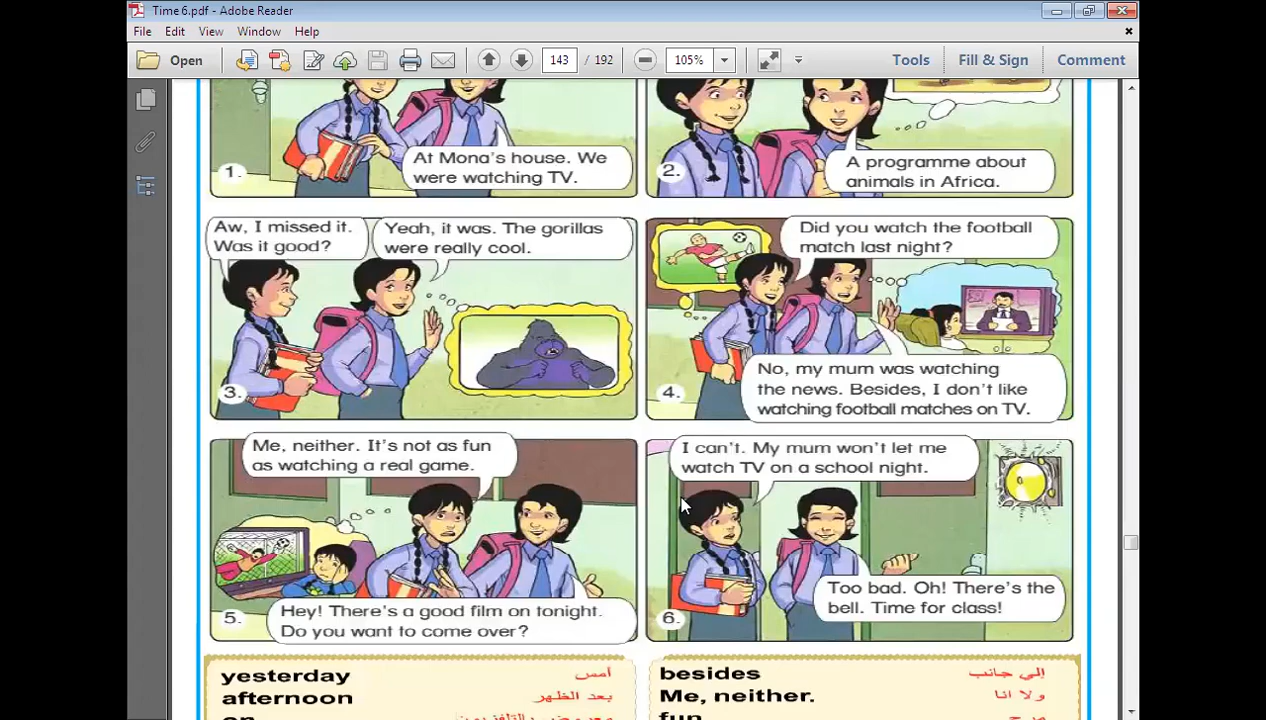 Time 6.pdf - Adobe Reader
File Edit View Window Help
Open 143 / 192 105% Tools Fill & Sign Comment
At Mona's house. We
were watching TV.
1.
A programme about
animals in Africa.
2.
Aw, I missed it.
Was it good?
Yeah, it was. The gorillas
were really cool.
3.
Did you watch the football
match last night?
No, my mum was watching
the news. Besides, I don't like
watching football matches on TV.
4.
Me, neither. It's not as fun
as watching a real game.
Hey! There's a good film on tonight.
Do you want to come over?
5.
I can't. My mum won't let me
watch TV on a school night.
Too bad. Oh! There's the
bell. Time for class!
6.
yesterday أمس
afternoon بعد الظهر
on معروض بالتلفزيون
besides إلى جانب
Me, neither. ولا انا
fun مرح